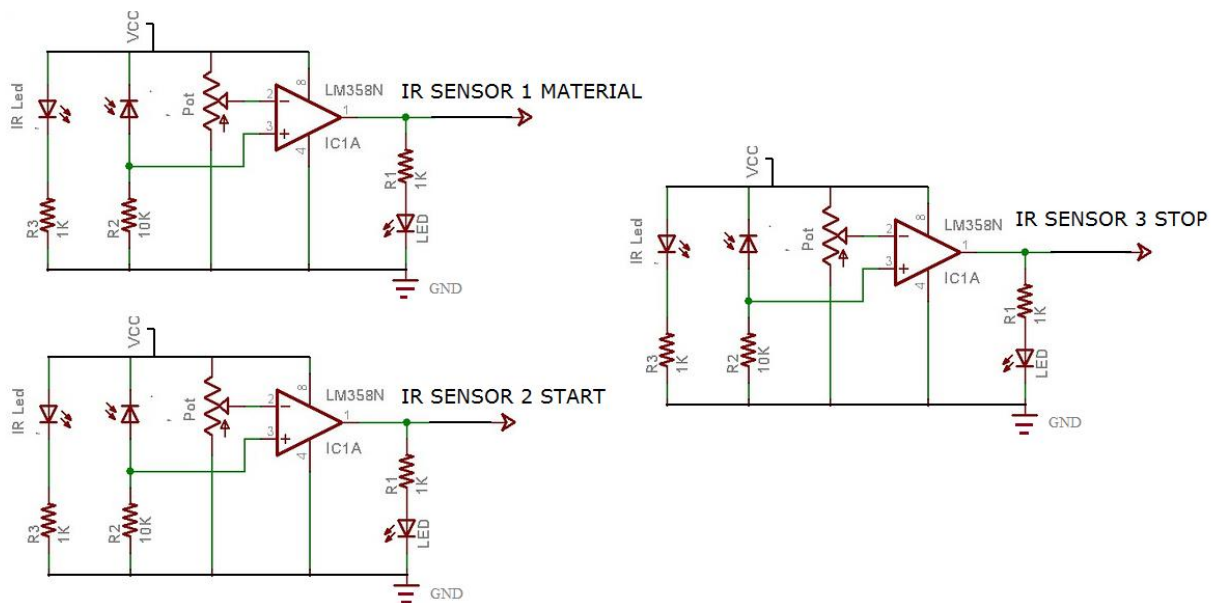 VCC
IR Led
R3
1K
R2
10K
Pot
2
3
8
1
4
LM358N
IC1A
IR SENSOR 1 MATERIAL
R1
1K
LED
GND
VCC
IR Led
R3
1K
R2
10K
Pot
2
3
8
1
4
LM358N
IC1A
IR SENSOR 2 START
R1
1K
LED
GND
VCC
IR Led
R3
1K
R2
10K
Pot
2
3
8
1
4
LM358N
IC1A
IR SENSOR 3 STOP
R1
1K
LED
GND